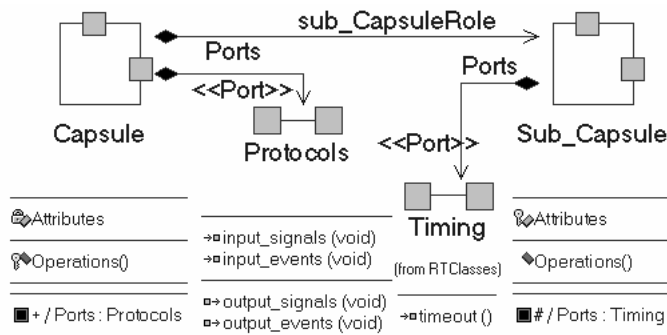 sub_CapsuleRole
Ports
<<Port>>
Ports
Capsule
Protocols
<<Port>>
Sub_Capsule
Timing
(from RTClasses)
Attributes
Operations()
+ / Ports : Protocols
input_signals (void)
input_events (void)
output_signals (void)
output_events (void)
timeout ()
Attributes
Operations()
# / Ports : Timing